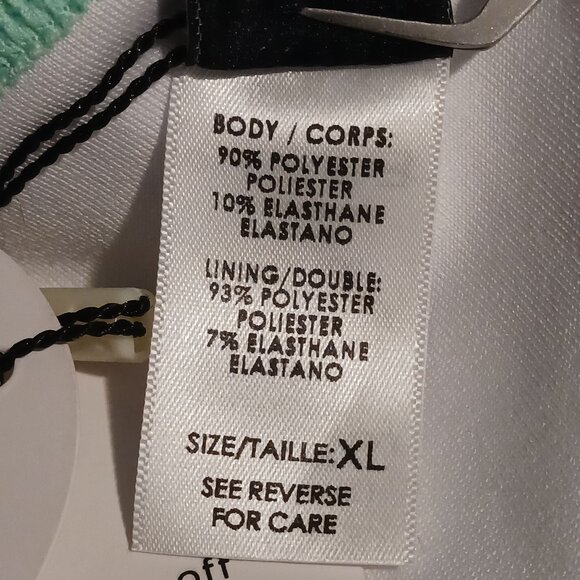 BODY / CORPS:
90% POLYESTER
POLIESTER
10% ELASTHANE
ELASTANO
LINING/DOUBLE:
93% POLYESTER
POLIESTER
7% ELASTHANE
ELASTANO
SIZE/TAILLE: XL
SEE REVERSE
FOR CARE
off